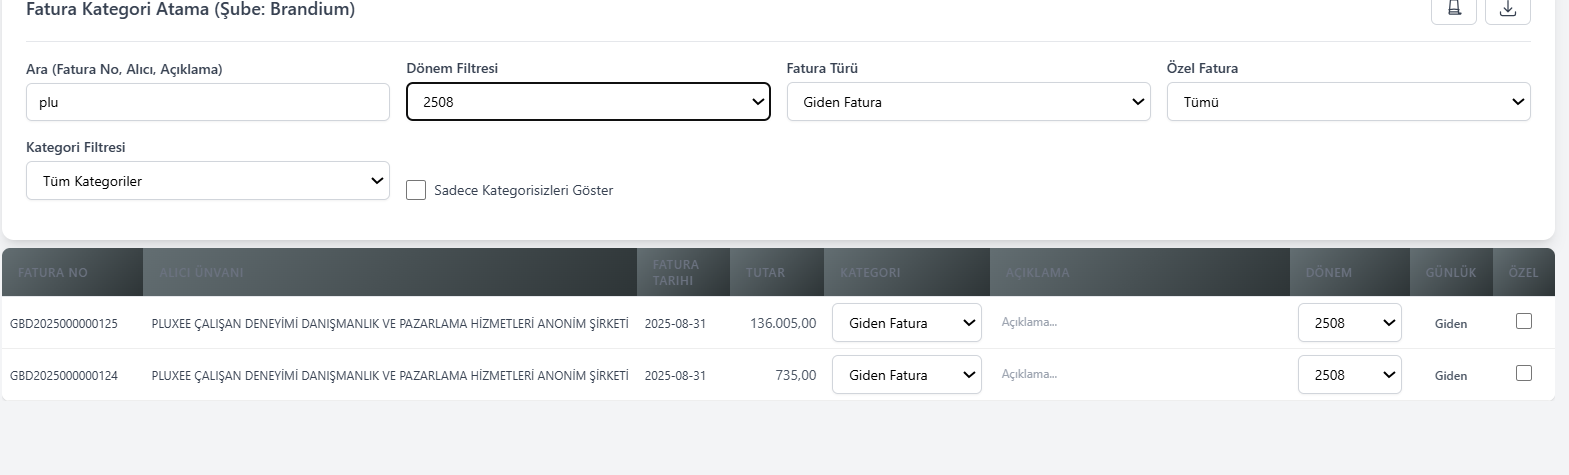 Fatura Kategori Atama (Şube: Brandium)
Ara (Fatura No, Alıcı, Açıklama)
Dönem Filtresi
Fatura Türü
Özel Fatura
plu
2508
Giden Fatura
Tümü
Kategori Filtresi
Tüm Kategoriler
Sadece Kategorisizleri Göster
FATURA NO
ALICI ÜNVANI
FATURA
TARIHI
TUTAR
KATEGORI
AÇIKLAMA
DÖNEM
GÜNLÜK
ÖZEL
GBD2025000000125 PLUXEE ÇALIŞAN DENEYİMİ DANIŞMANLIK VE PAZARLAMA HİZMETLERİ ANONİM ŞİRKETİ 2025-08-31 136.005,00 Giden Fatura Açıklama... 2508 Giden
GBD2025000000124 PLUXEE ÇALIŞAN DENEYİMİ DANIŞMANLIK VE PAZARLAMA HİZMETLERİ ANONİM ŞİRKETİ 2025-08-31 735,00 Giden Fatura Açıklama... 2508 Giden